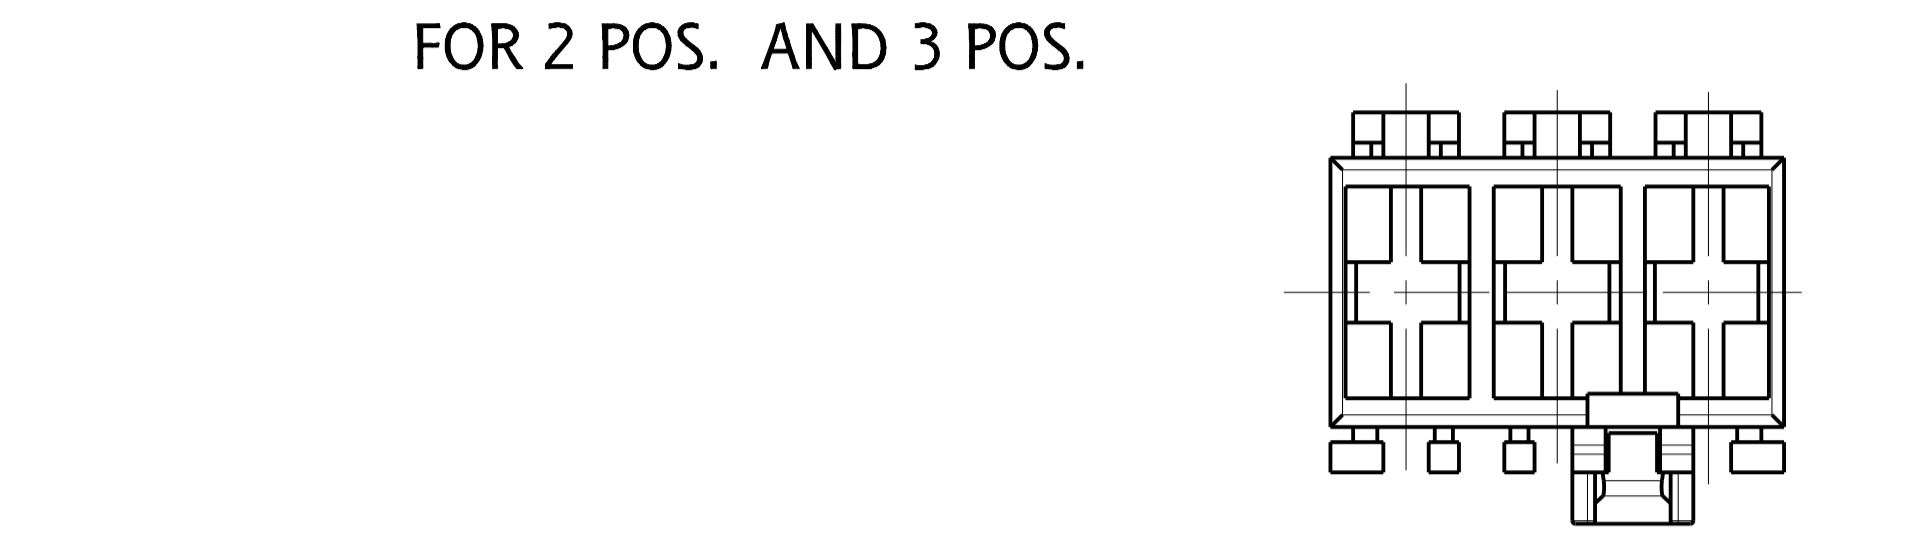 FOR 2 POS.  AND 3 POS.